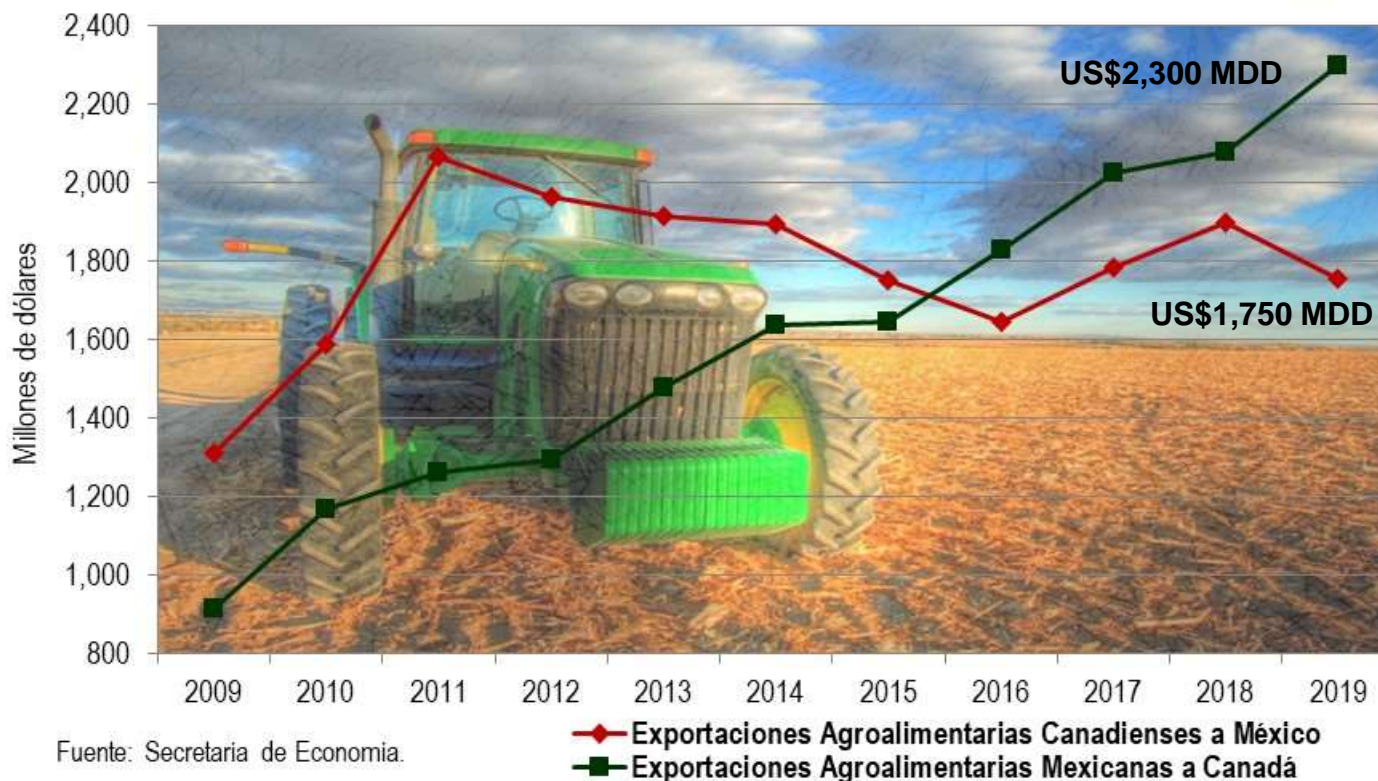 2,400
US$2,300 MDD
2,200
2,000
1,800
US$1,750 MDD
1,600
1,400
1,200
1,000
800
Millones de dólares
2009 2010 2011 2012 2013 2014 2015 2016 2017 2018 2019
Exportaciones Agroalimentarias Canadienses a México
Fuente: Secretaria de Economia.
Exportaciones Agroalimentarias Mexicanas a Canadá